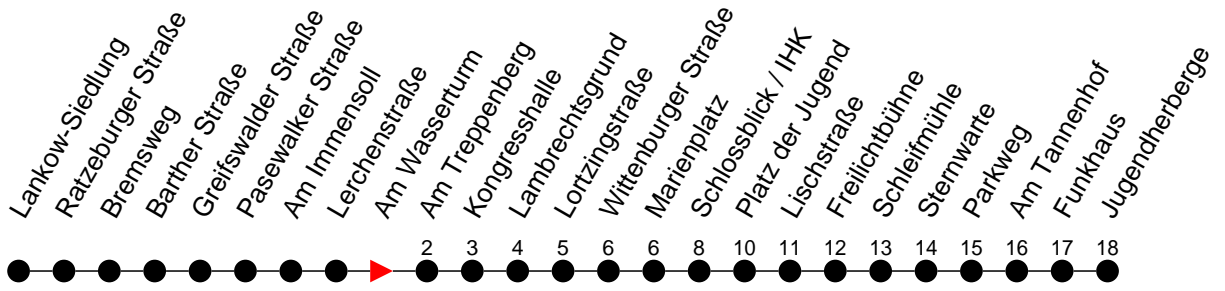 Lankow-Siedlung
Ratzeburger Straße
Bremsweg
Barther Straße
Greifswalder Straße
Pasewalker Straße
Am Immensoll
Lerchenstraße
Am Wasserturm
Am Treppenberg
Kongresshalle
Lambrechtsgrund
Lortzingstraße
Wittenburger Straße
Marienplatz
Schlossblick / IHK
Platz der Jugend
Lischstraße
Freilichtbühne
Schleifmühle
Sternwarte
Parkweg
Am Tannenhof
Funkhaus
Jugendherberge
2 3 4 5 6 6 8 10 11 12 13 14 15 16 17 18